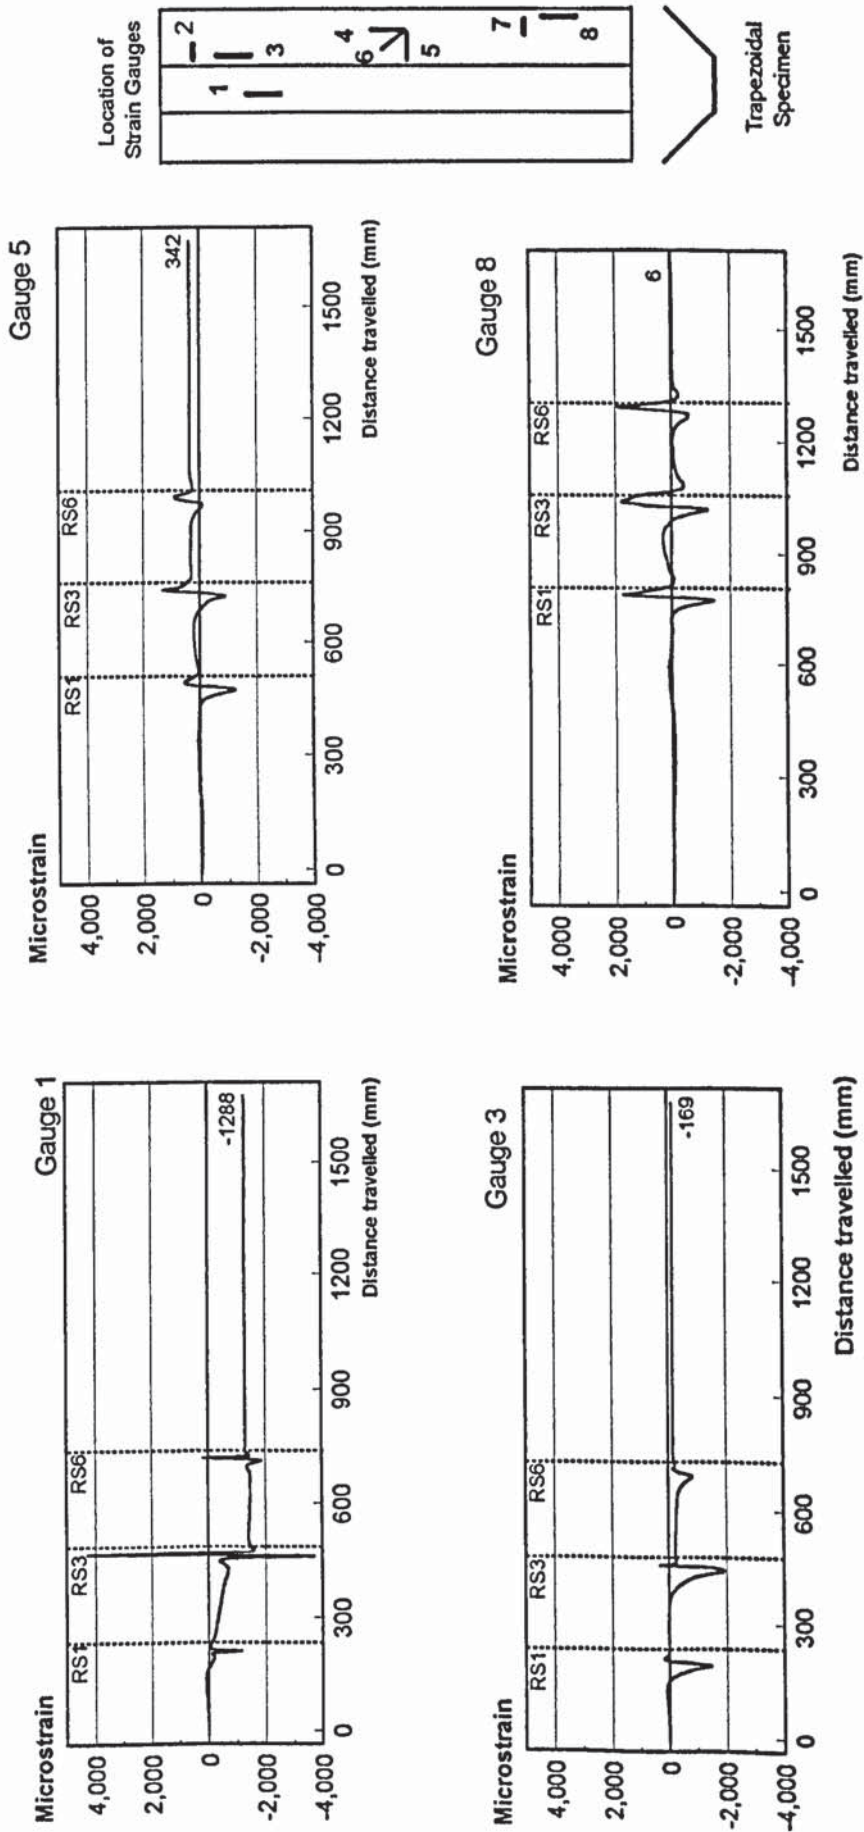 Gauge 1
Microstrain
4,000
2,000
0
-2,000
-4,000
RS1
RS3
RS6
-1288
0
300
600
900
1200
1500
Distance travelled (mm)
Gauge 5
Microstrain
4,000
2,000
0
-2,000
-4,000
RS1
RS3
RS6
342
0
300
600
900
1200
1500
Distance travelled (mm)
Location of
Strain Gauges
1
2
3
4
6
5
7
8
Trapezoidal
Specimen
Gauge 3
Microstrain
4,000
2,000
0
-2,000
-4,000
RS1
RS3
RS6
-169
0
300
600
900
1200
1500
Distance travelled (mm)
Gauge 8
Microstrain
4,000
2,000
0
-2,000
-4,000
RS1
RS3
RS6
6
0
300
600
900
1200
1500
Distance travelled (mm)